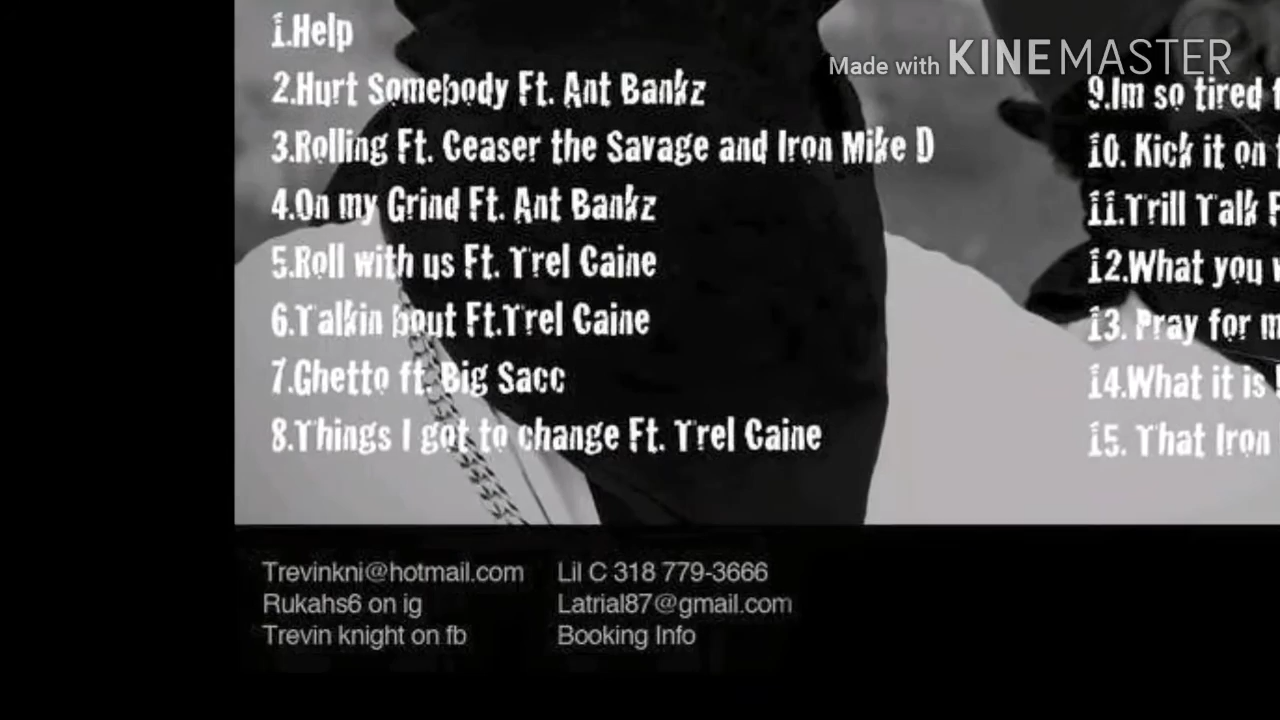 Made with KINEMASTER
1.Help
2.Hurt Somebody Ft. Ant Bankz
3.Rolling Ft. Ceaser the Savage and Iron Mike D
4.On my Grind Ft. Ant Bankz
5.Roll with us Ft. Trel Caine
6.Talkin bout Ft.Trel Caine
7.Ghetto ft. Big Sacc
8.Things I got to change Ft. Trel Caine
9.Im so tired
10. Kick it on
11.Trill Talk
12.What you
13. Pray for
14.What it is
15. That Iron
Trevinkni@hotmail.com
Rukahs6 on ig
Trevin knight on fb
Lil C 318 779-3666
Latrial87@gmail.com
Booking Info